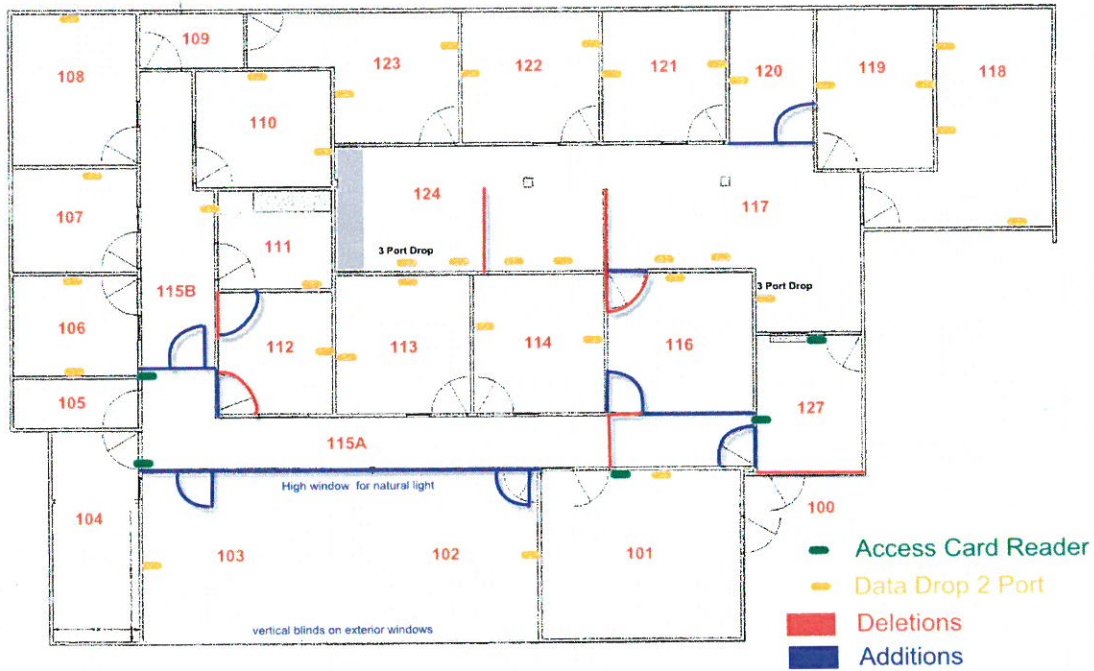 109
108
123
122
121
120
119
118
110
107
124
117
111
3 Port Drop
115B
3 Port Drop
106
112
113
114
116
105
127
115A
High window for natural light
104
100
103
102
101
vertical blinds on exterior windows
Access Card Reader
Data Drop 2 Port
Deletions
Additions